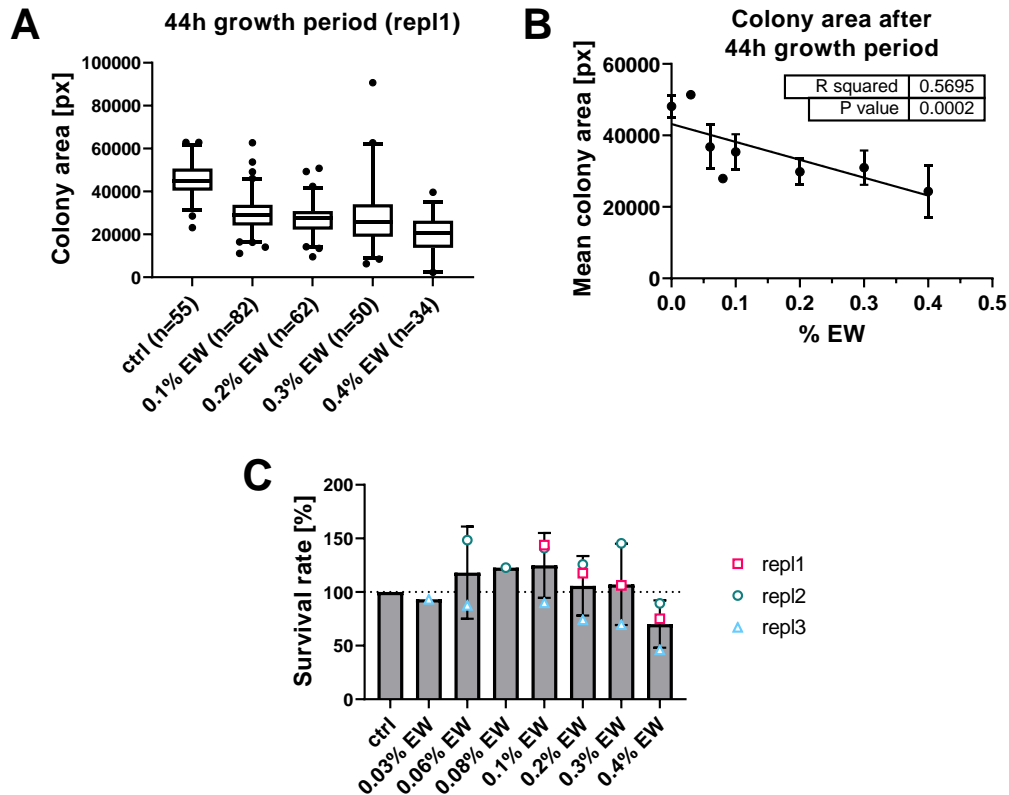 A
44h growth period (repl1)
Colony area [px]
100000
80000
60000
40000
20000
0
ctrl (n=55)
0.1% EW (n=82)
0.2% EW (n=62)
0.3% EW (n=50)
0.4% EW (n=34)
B
Colony area after
44h growth period
Mean colony area [px]
60000
40000
20000
0
R squared 0.5695
P value 0.0002
0.0 0.1 0.2 0.3 0.4 0.5
% EW
C
Survival rate [%]
200
150
100
50
0
ctrl
0.03% EW
0.06% EW
0.08% EW
0.1% EW
0.2% EW
0.3% EW
0.4% EW
repl1
repl2
repl3